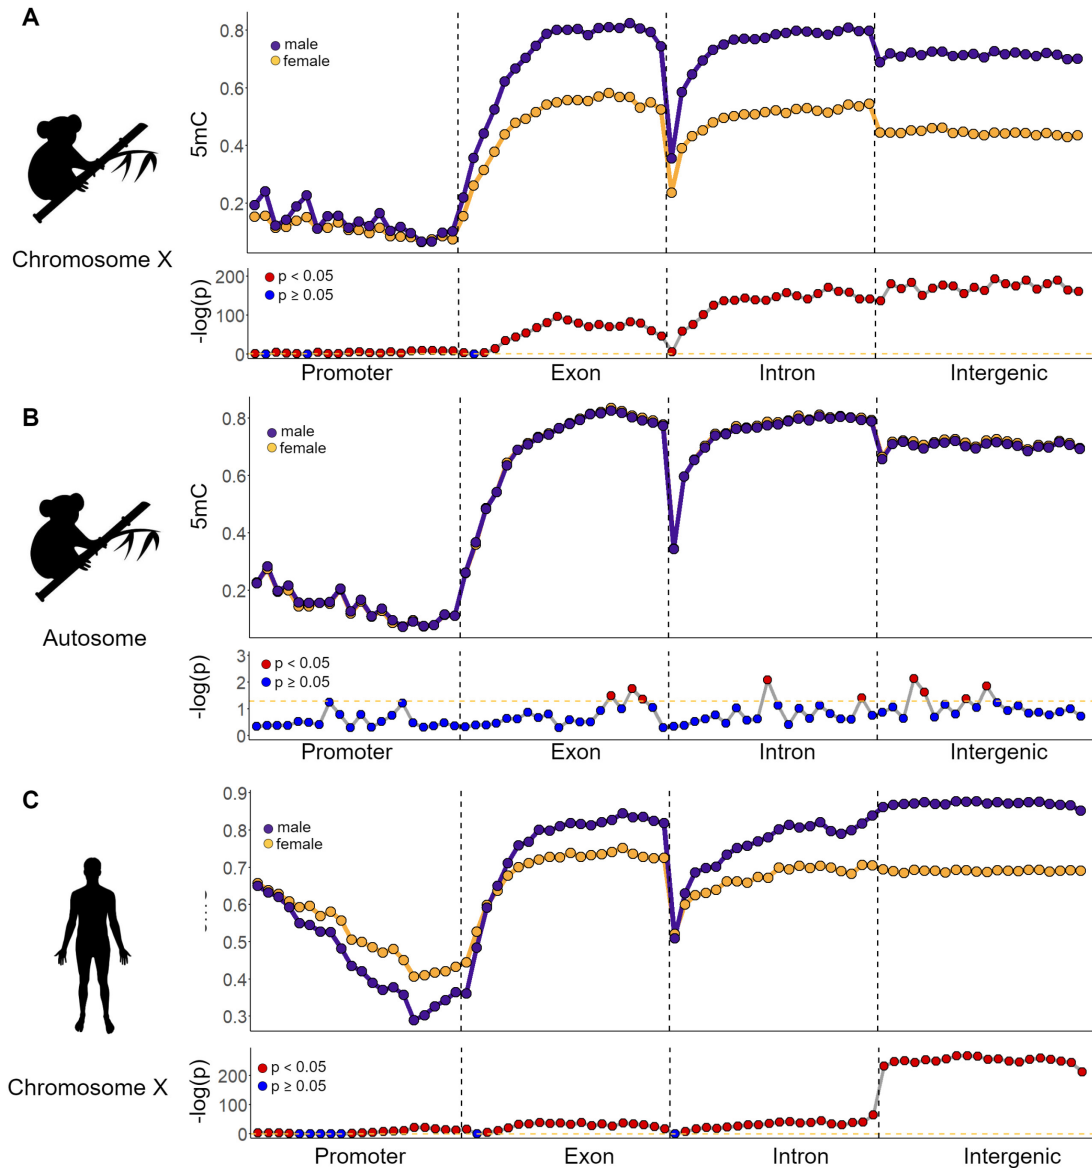 A
male
female
5mC
0.8
0.6
0.4
0.2
Chromosome X
p < 0.05
p ≥ 0.05
-log(p)
200
100
0
Promoter Exon Intron Intergenic
B
male
female
5mC
0.8
0.6
0.4
0.2
Autosome
p < 0.05
p ≥ 0.05
-log(p)
3
2
1
0
Promoter Exon Intron Intergenic
C
male
female
0.9
0.8
0.7
0.6
0.5
0.4
0.3
Chromosome X
p < 0.05
p ≥ 0.05
-log(p)
200
100
0
Promoter Exon Intron Intergenic